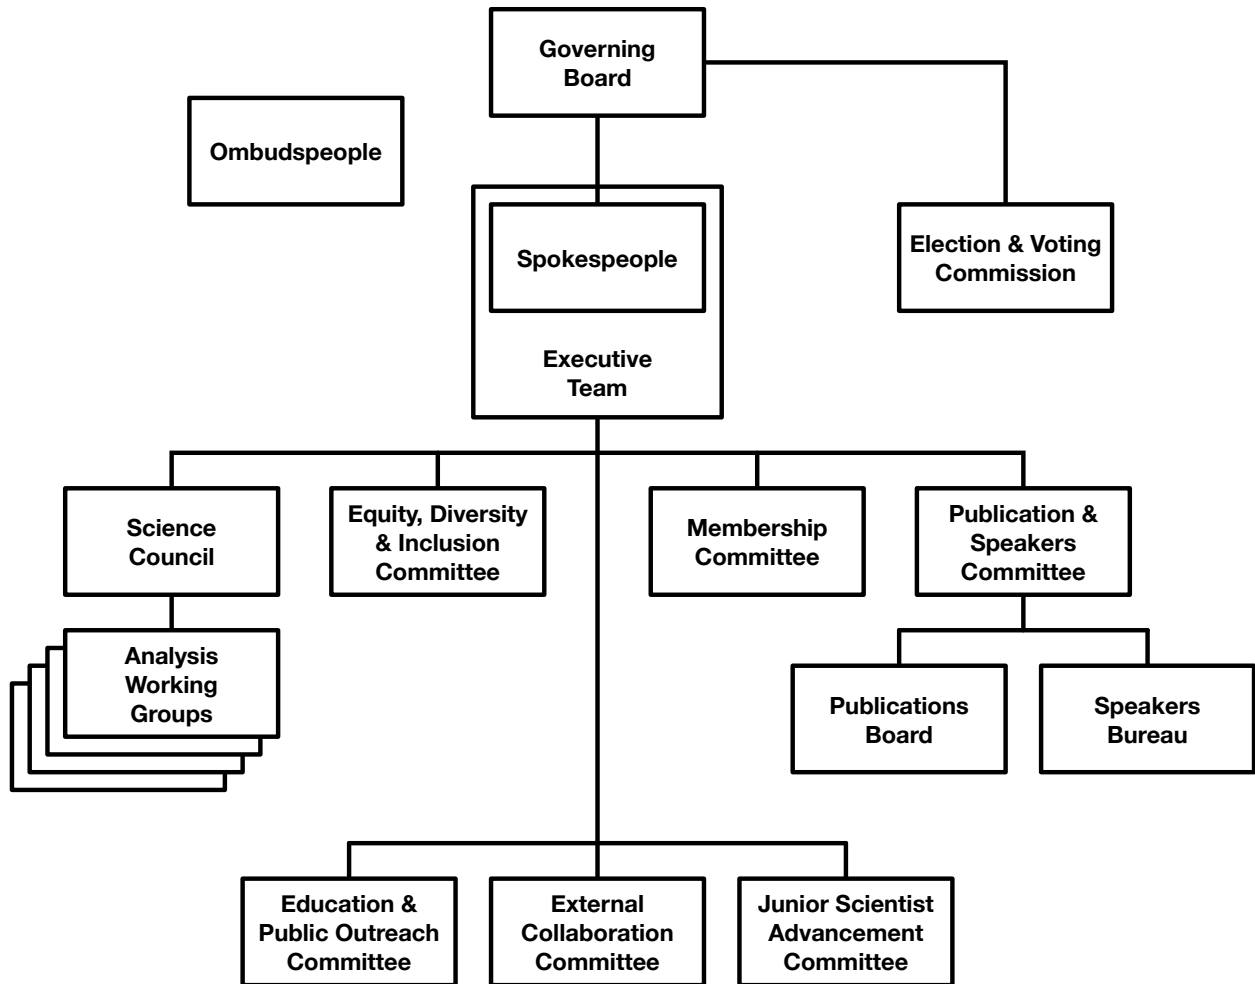 Governing
Board
Ombudspeople
Spokespeople
Election & Voting
Commission
Executive
Team
Science
Council
Equity, Diversity
& Inclusion
Committee
Membership
Committee
Publication &
Speakers
Committee
Analysis
Working
Groups
Publications
Board
Speakers
Bureau
Education &
Public Outreach
Committee
External
Collaboration
Committee
Junior Scientist
Advancement
Committee